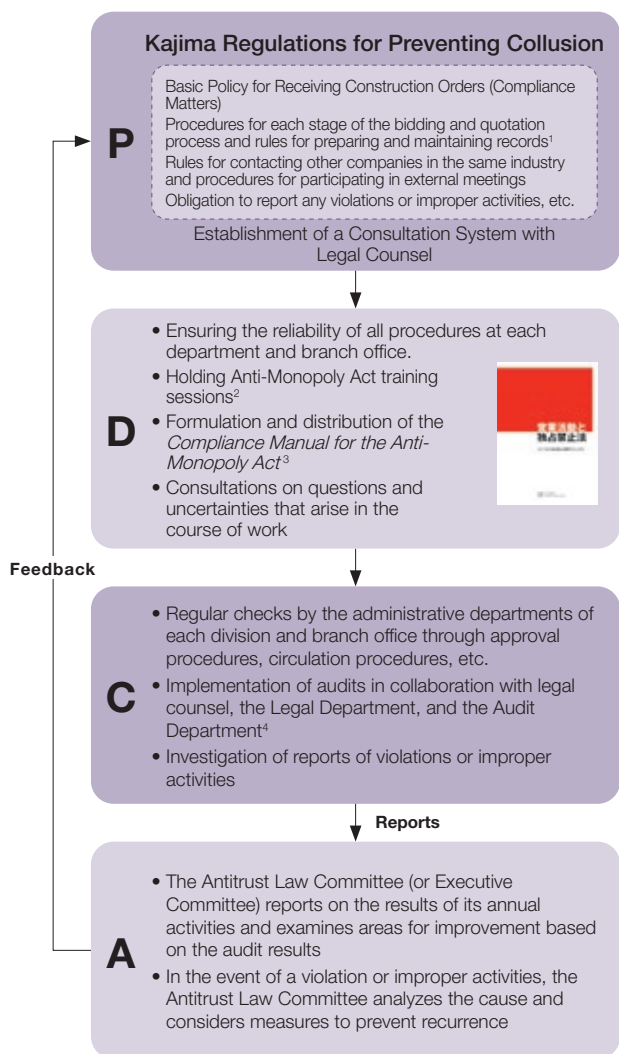 Kajima Regulations for Preventing Collusion
P
Basic Policy for Receiving Construction Orders (Compliance
Matters)
Procedures for each stage of the bidding and quotation
process and rules for preparing and maintaining records¹
Rules for contacting other companies in the same industry
and procedures for participating in external meetings
Obligation to report any violations or improper activities, etc.
Establishment of a Consultation System with
Legal Counsel
D
• Ensuring the reliability of all procedures at each
department and branch office.
• Holding Anti-Monopoly Act training
sessions²
• Formulation and distribution of the
Compliance Manual for the Anti-
Monopoly Act³
• Consultations on questions and
uncertainties that arise in the
course of work
営業活動と
独占禁止法
Feedback
C
• Regular checks by the administrative departments of
each division and branch office through approval
procedures, circulation procedures, etc.
• Implementation of audits in collaboration with legal
counsel, the Legal Department, and the Audit
Department⁴
• Investigation of reports of violations or improper
activities
Reports
A
• The Antitrust Law Committee (or Executive
Committee) reports on the results of its annual
activities and examines areas for improvement based
on the audit results
• In the event of a violation or improper activities, the
Antitrust Law Committee analyzes the cause and
considers measures to prevent recurrence